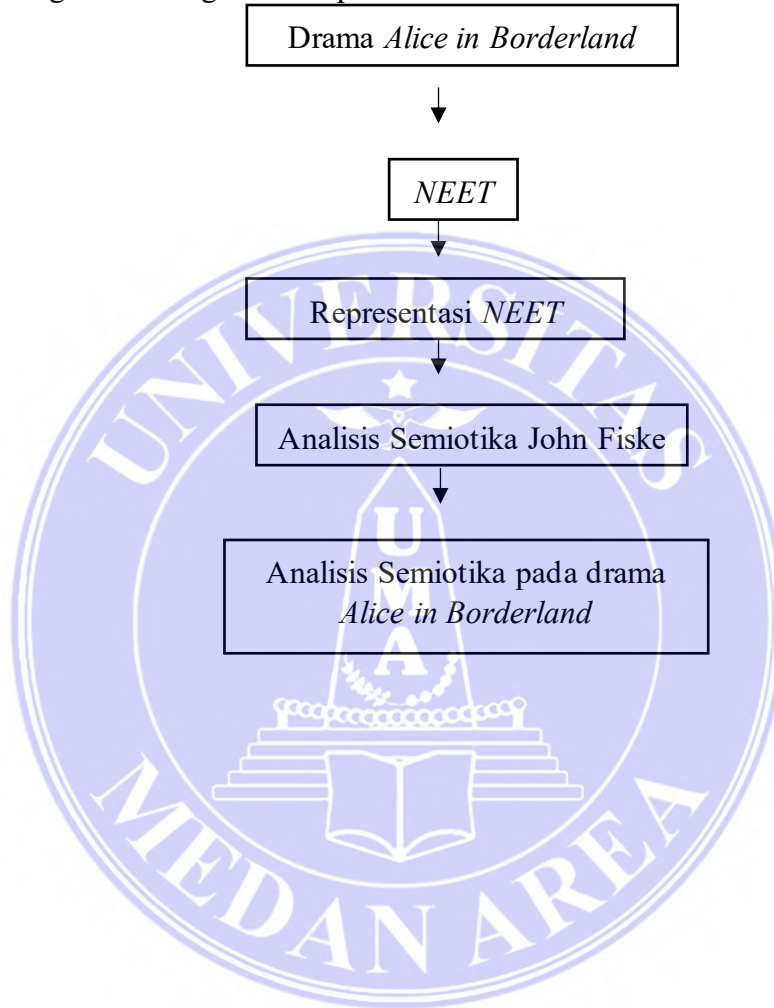 Drama Alice in Borderland
NEET
Representasi NEET
Analisis Semiotika John Fiske
Analisis Semiotika pada drama
Alice in Borderland
UNIVERSITAS
UMA
MEDAN AREA